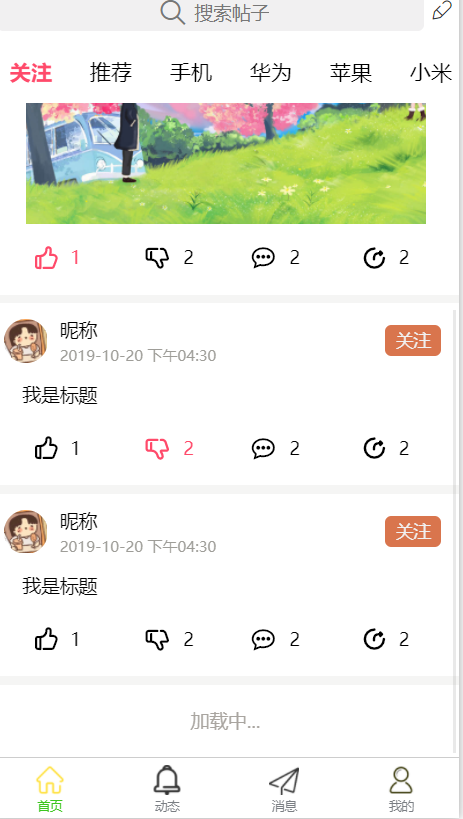 搜索帖子
关注 推荐 手机 华为 苹果 小米
1 2 2 2
昵称
关注
2019-10-20 下午04:30
我是标题
1 2 2 2
昵称
关注
2019-10-20 下午04:30
我是标题
1 2 2 2
加载中...
首页 动态 消息 我的